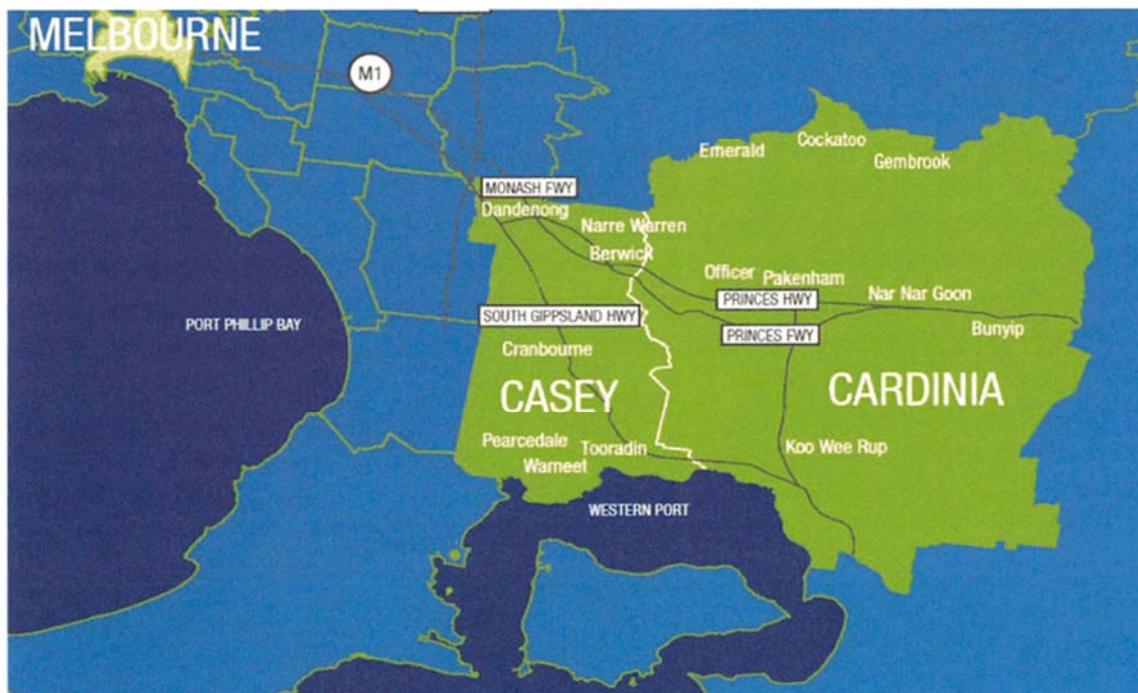 MELBOURNE
M1
Emerald
Cockatoo
Gembrook
MONASH FWY
Dandenong
Narre Warren
Berwick
Officer
Pakenham
PRINCES HWY
Nar Nar Goon
PORT PHILLIP BAY
SOUTH GIPPSLAND HWY
PRINCES FWY
Bunyip
Cranbourne
CASEY
CARDINIA
Pearcedale
Tooradin
Koo Wee Rup
Warneet
WESTERN PORT